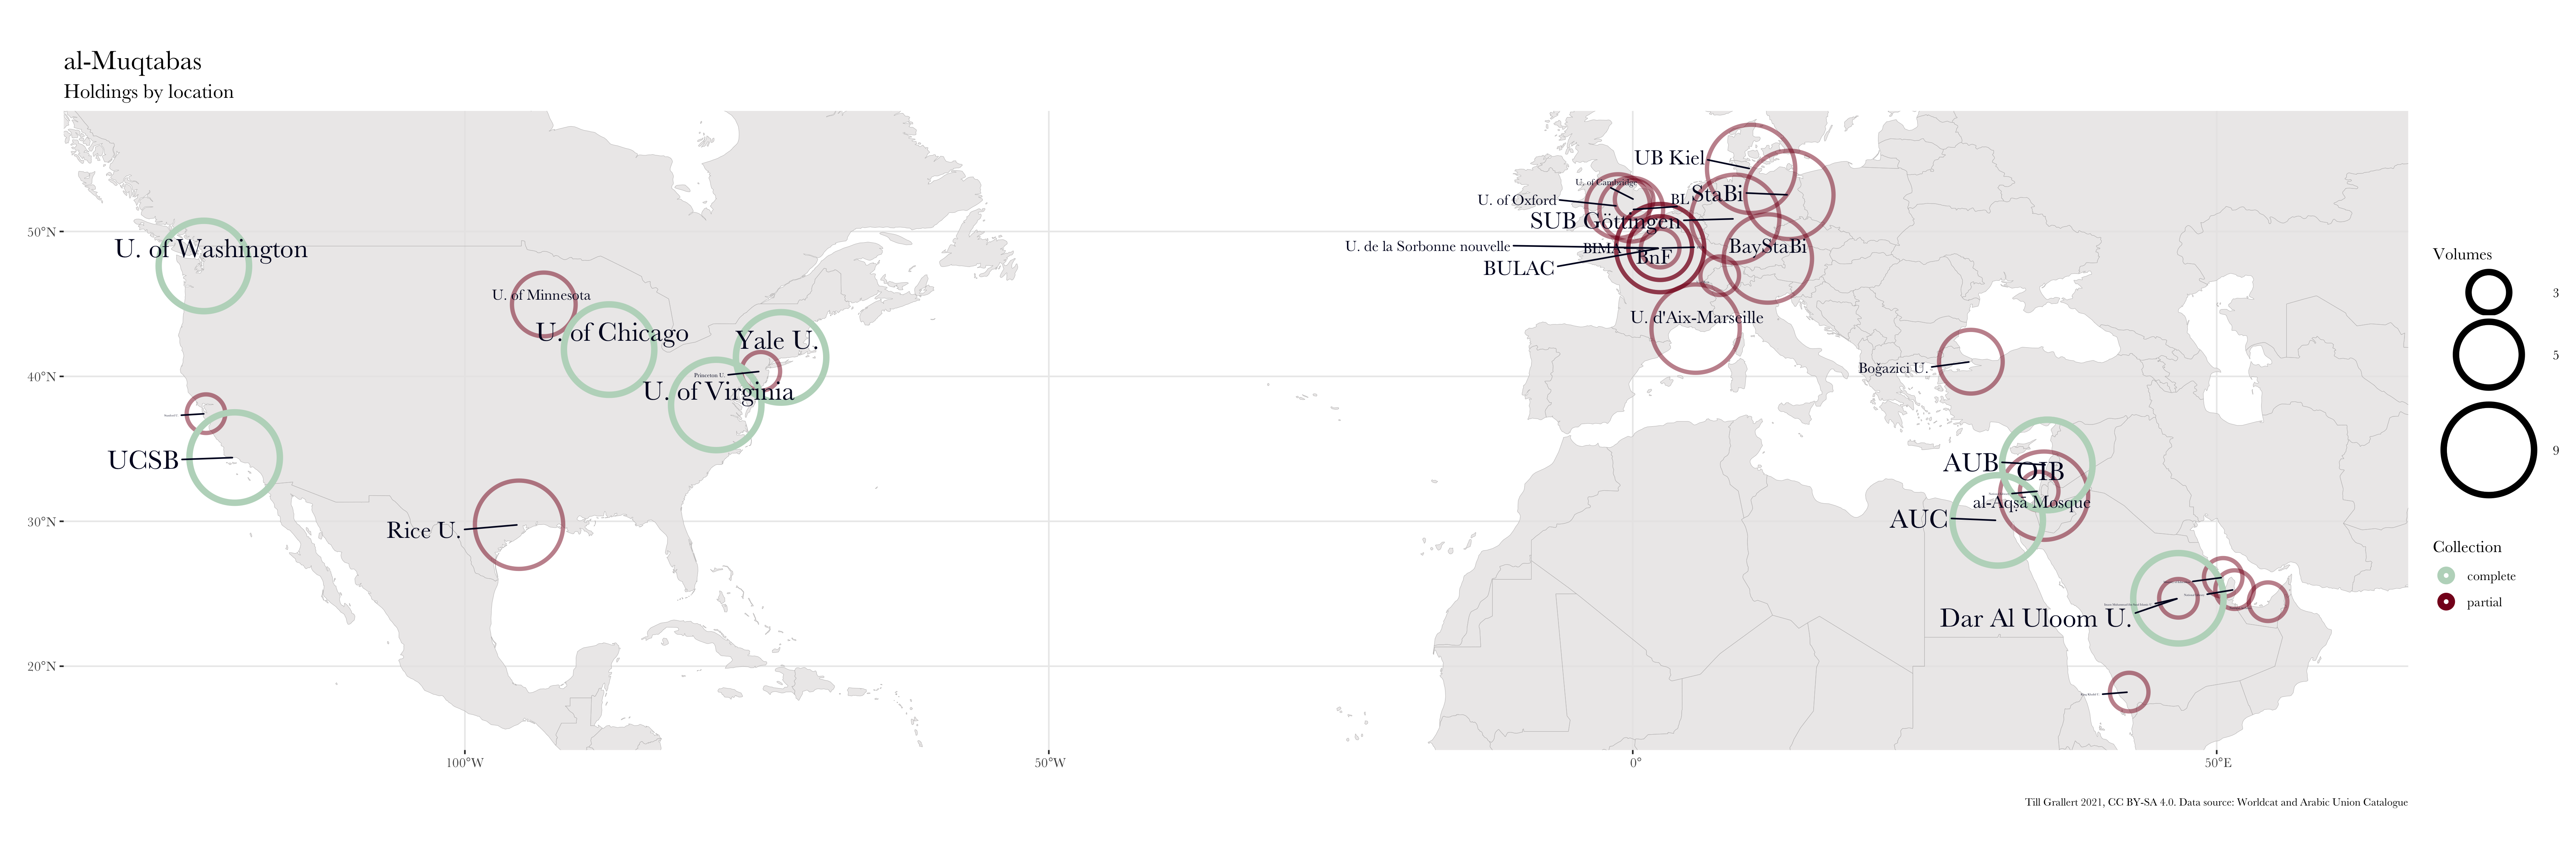 al-Muqtabas
Holdings by location
UB Kiel
U. of Cambridge
StaBi
U. of Oxford
BL
SUB Göttingen
50°N
U. of Washington
U. de la Sorbonne nouvelle
BIMA
BayStaBi
BnF
BULAC
Volumes
3
5
9
U. of Minnesota
U. of Chicago
Yale U.
U. d'Aix-Marseille
Boğazici U.
40°N
Princeton U.
U. of Virginia
UCSB
AUB
OIB
al-Aqṣā Mosque
AUC
30°N
Rice U.
Collection
complete
partial
Dar Al Uloom U.
20°N
100°W
50°W
0°
50°E
Till Grallert 2021, CC BY-SA 4.0. Data source: Worldcat and Arabic Union Catalogue